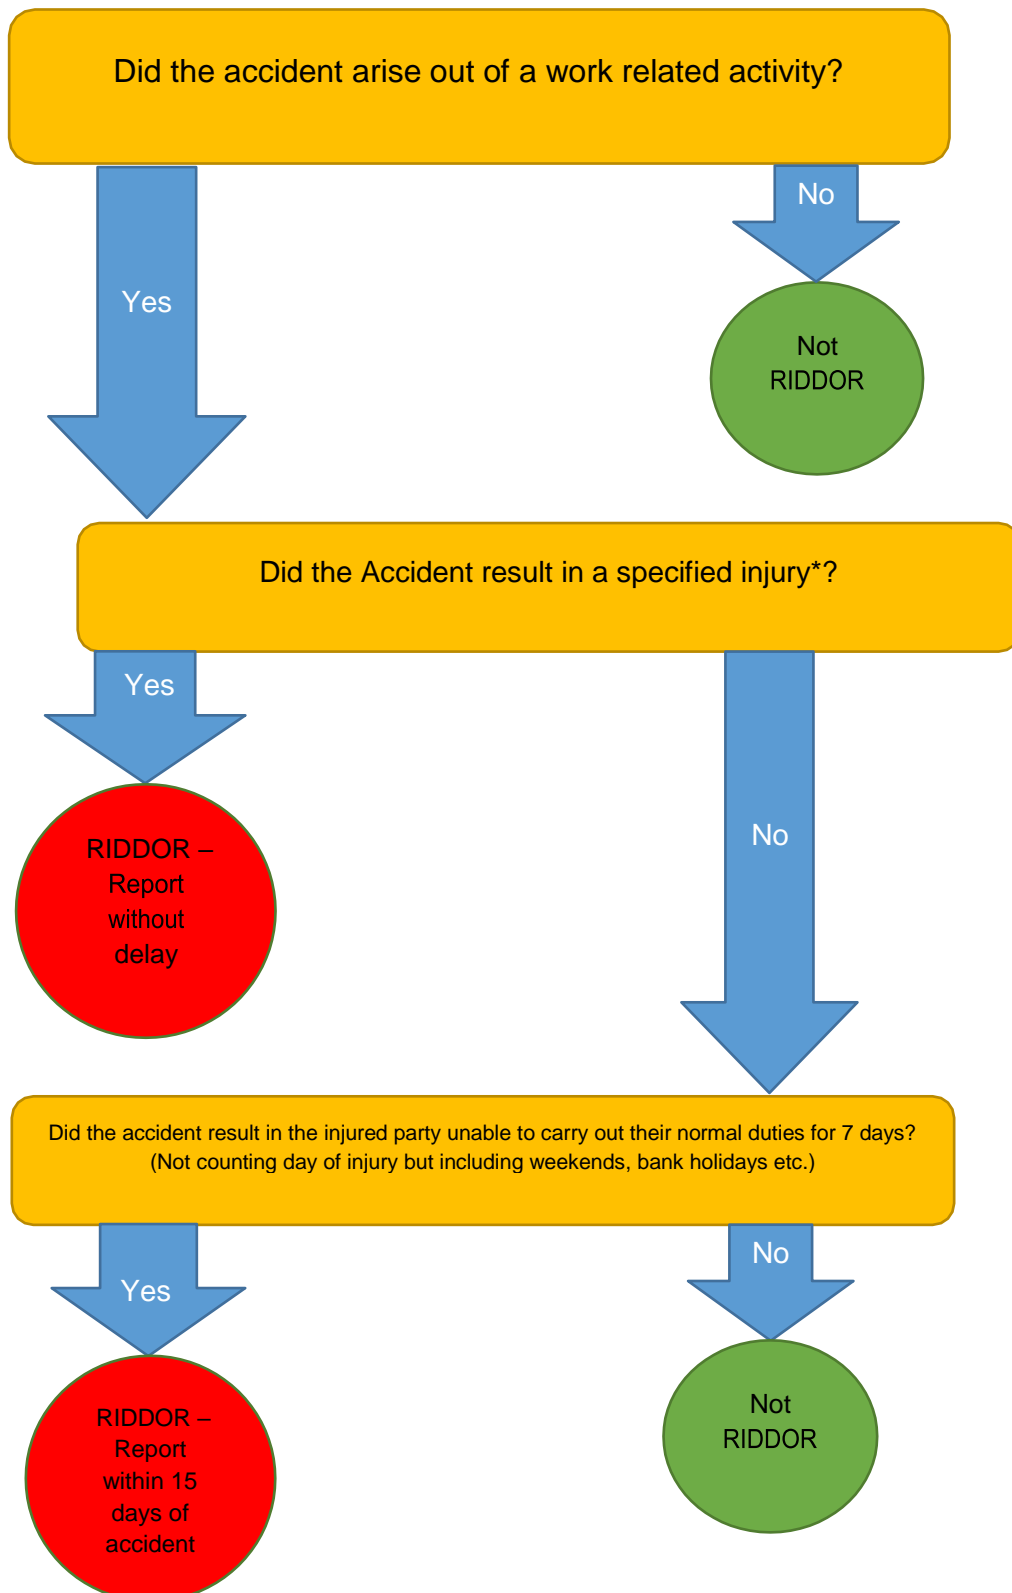 Did the accident arise out of a work related activity?
No
Yes
Not
RIDDOR
Did the Accident result in a specified injury*?
Yes
No
RIDDOR –
Report
without
delay
Did the accident result in the injured party unable to carry out their normal duties for 7 days?
(Not counting day of injury but including weekends, bank holidays etc.)
Yes
No
RIDDOR –
Report
within 15
days of
accident
Not
RIDDOR